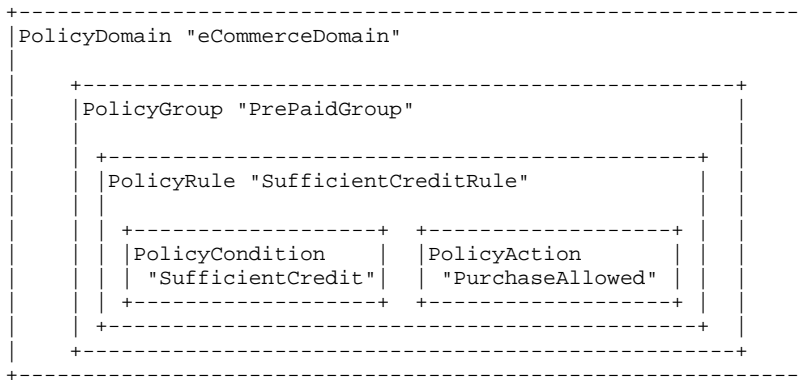 PolicyDomain "eCommerceDomain"
PolicyGroup "PrePaidGroup"
PolicyRule "SufficientCreditRule"
PolicyCondition PolicyAction
"SufficientCredit" "PurchaseAllowed"